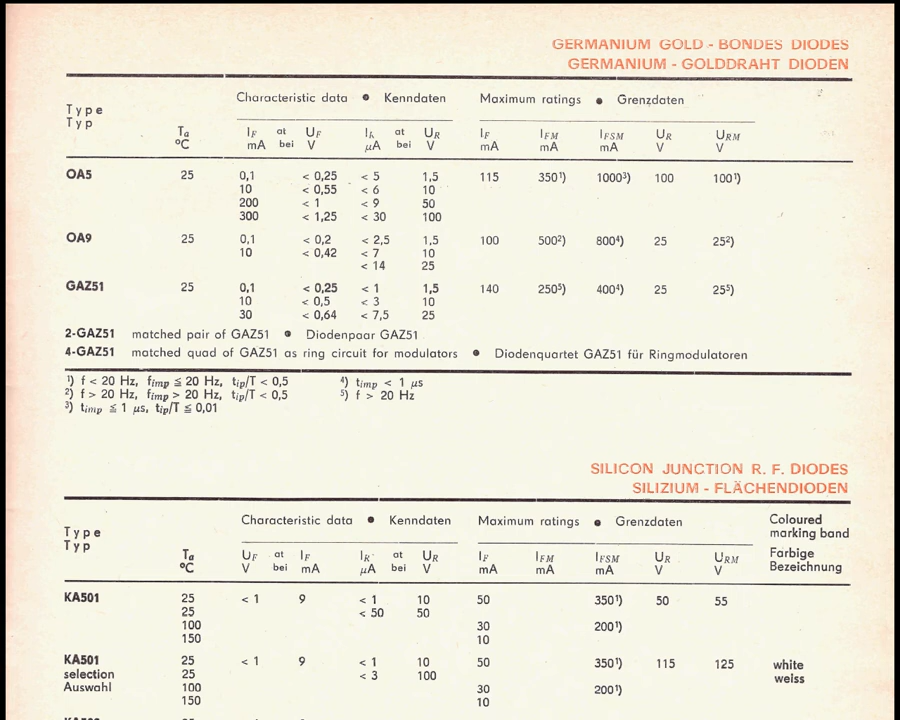 GERMANIUM GOLD - BONDES DIODES
GERMANIUM - GOLDDRAHT DIODEN
Type
Typ
Characteristic data ● Kenndaten Maximum ratings ● Grenzdaten
Ta °C IF mA at bei UF V IR µA at bei UR V IF mA IFM mA IFSM mA UR V URM V
OA5 25 0,1 < 0,25 < 5 1,5 115 350¹) 1000³) 100 100¹)
10 < 0,55 < 6 10
200 < 1 < 9 50
300 < 1,25 < 30 100
OA9 25 0,1 < 0,2 < 2,5 1,5 100 500²) 800⁴) 25 25²)
10 < 0,42 < 7 10
< 14 25
GAZ51 25 0,1 < 0,25 < 1 1,5 140 250⁵) 400⁴) 25 25⁵)
10 < 0,5 < 3 10
30 < 0,64 < 7,5 25
2-GAZ51 matched pair of GAZ51 ● Diodenpaar GAZ51
4-GAZ51 matched quad of GAZ51 as ring circuit for modulators ● Diodenquartet GAZ51 für Ringmodulatoren
¹) f < 20 Hz, fimp ≦ 20 Hz, tip/T < 0,5 ⁴) timp < 1 µs
²) f > 20 Hz, fimp > 20 Hz, tip/T < 0,5 ⁵) f > 20 Hz
³) timp ≦ 1 µs, tip/T ≦ 0,01
SILICON JUNCTION R. F. DIODES
SILIZIUM - FLÄCHENDIODEN
Type
Typ
Characteristic data ● Kenndaten Maximum ratings ● Grenzdaten Coloured
marking band
Farbige
Bezeichnung
Ta °C UF V at bei IF mA IR µA at bei UR V IF mA IFM mA IFSM mA UR V URM V
KA501 25 < 1 9 < 1 10 50 350¹) 50 55
25 < 50 50
100 30 200¹)
150 10
KA501 25 < 1 9 < 1 10 50 350¹) 115 125 white
selection 25 < 3 100 weiss
Auswahl 100 30 200¹)
150 10